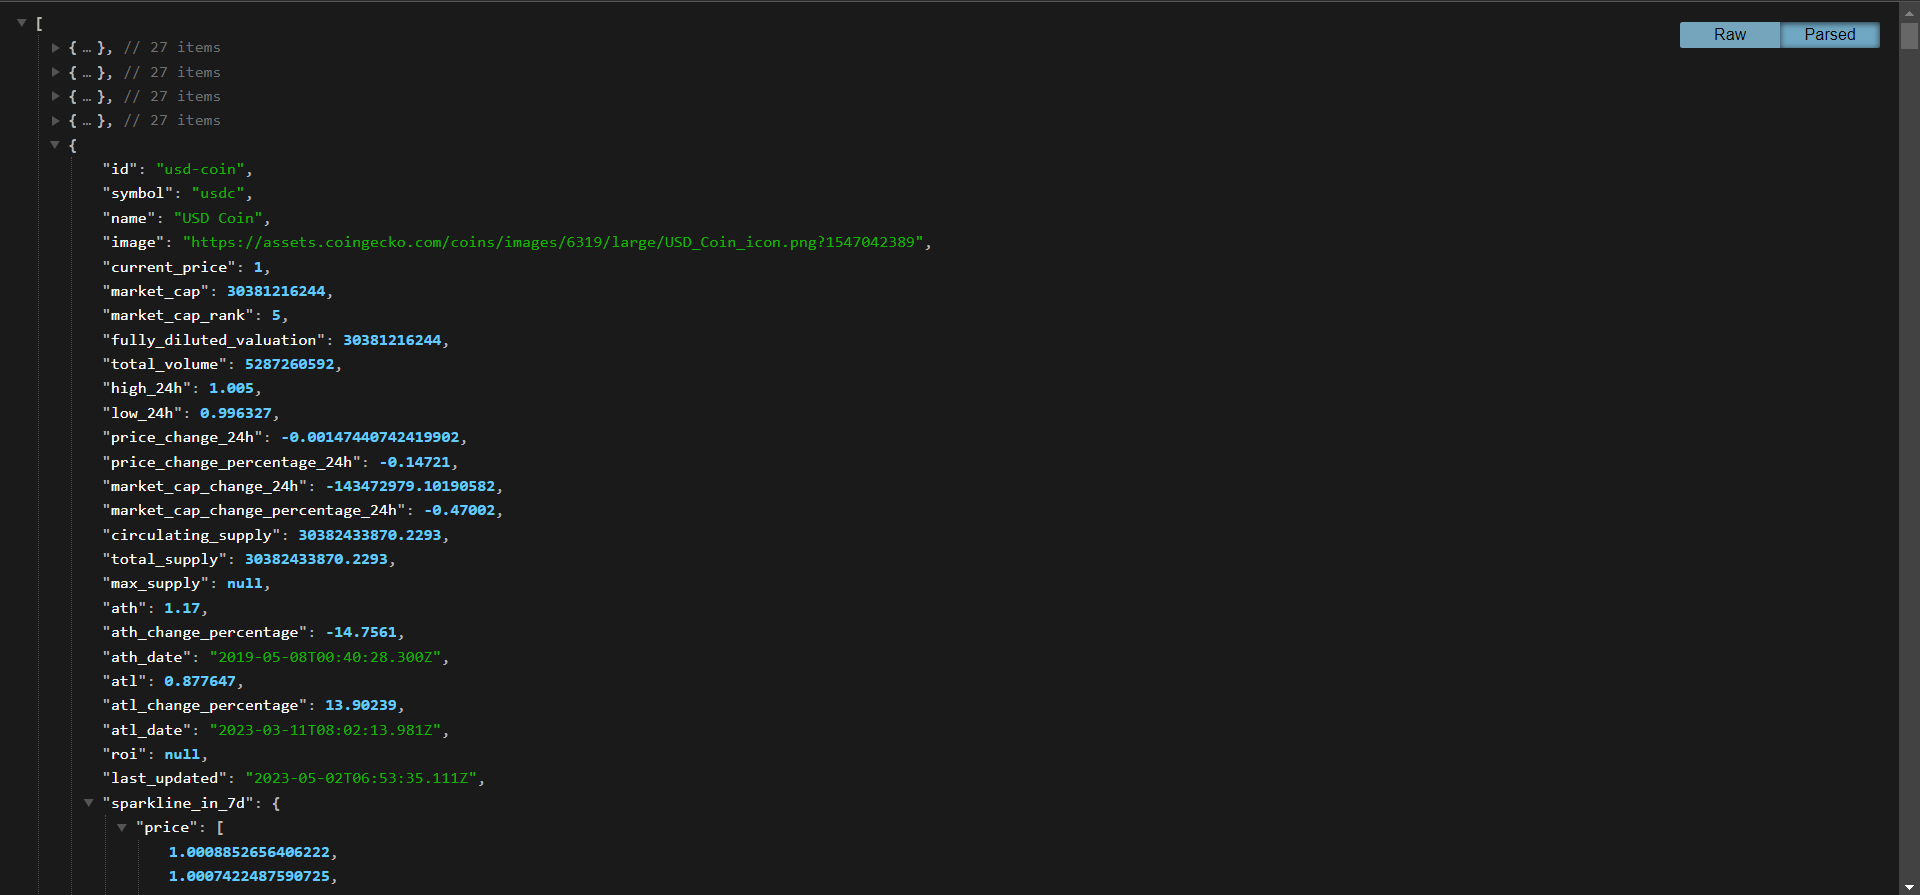 [
Raw Parsed
{ … }, // 27 items
{ … }, // 27 items
{ … }, // 27 items
{ … }, // 27 items
{
"id": "usd-coin",
"symbol": "usdc",
"name": "USD Coin",
"image": "https://assets.coingecko.com/coins/images/6319/large/USD_Coin_icon.png?1547042389",
"current_price": 1,
"market_cap": 30381216244,
"market_cap_rank": 5,
"fully_diluted_valuation": 30381216244,
"total_volume": 5287260592,
"high_24h": 1.005,
"low_24h": 0.996327,
"price_change_24h": -0.00147440742419902,
"price_change_percentage_24h": -0.14721,
"market_cap_change_24h": -143472979.10190582,
"market_cap_change_percentage_24h": -0.47002,
"circulating_supply": 30382433870.2293,
"total_supply": 30382433870.2293,
"max_supply": null,
"ath": 1.17,
"ath_change_percentage": -14.7561,
"ath_date": "2019-05-08T00:40:28.300Z",
"atl": 0.877647,
"atl_change_percentage": 13.90239,
"atl_date": "2023-03-11T08:02:13.981Z",
"roi": null,
"last_updated": "2023-05-02T06:53:35.111Z",
"sparkline_in_7d": {
"price": [
1.0008852656406222,
1.0007422487590725,